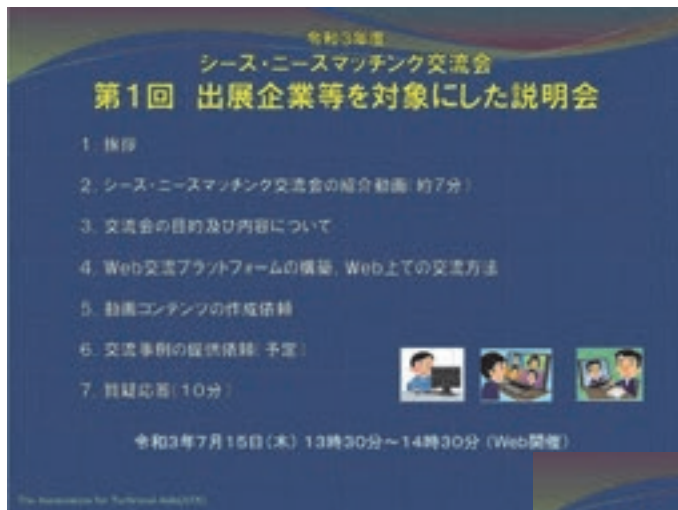 令和3年度
シーズ・ニーズマッチング交流会
第1回 出展企業等を対象にした説明会
1. 挨拶
2. シーズ・ニーズマッチング交流会の紹介動画(約7分)
3. 交流会の目的及び内容について
4. Web交流プラットフォームの構築, Web上での交流方法
5. 動画コンテンツの作成依頼
6. 交流事例の提供依頼(予定)
7. 質疑応答(10分)
令和3年7月15日(木) 13時30分～14時30分 (Web開催)
The Association for Technical Aids(ATA)